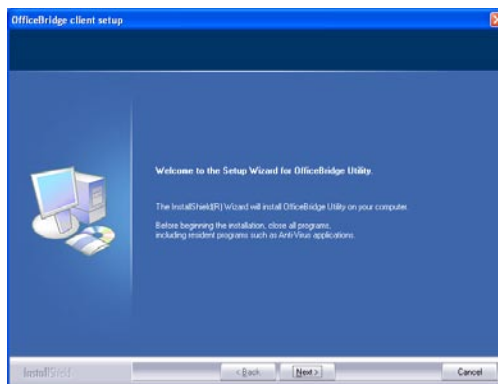 OfficeBridge client setup
Welcome to the Setup Wizard for OfficeBridge Utility.
The InstallShield(R) Wizard will install OfficeBridge Utility on your computer.
Before beginning the installation, close all programs,
including resident programs such as Anti-Virus applications.
InstallShield
< Back
Next >
Cancel